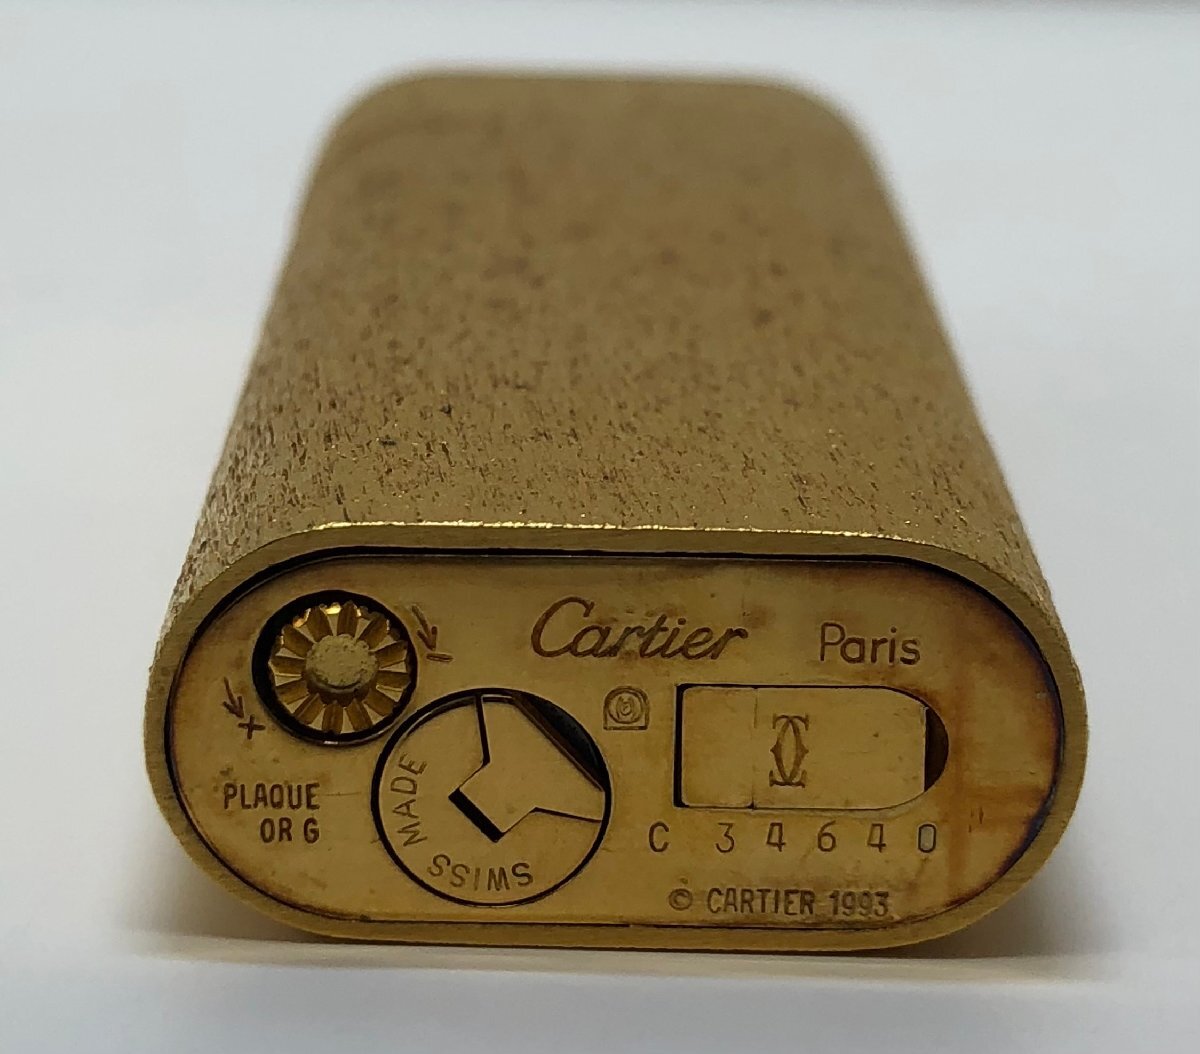 Cartier Paris
- +
PLAQUE
OR G
SWISS MADE
C 34640
© CARTIER 1993